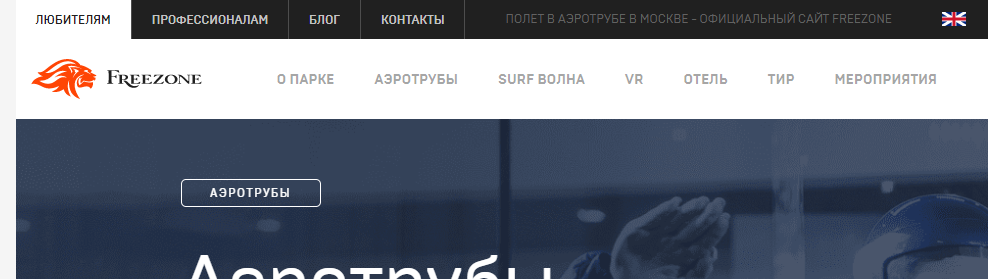 ЛЮБИТЕЛЯМ ПРОФЕССИОНАЛАМ БЛОГ КОНТАКТЫ ПОЛЕТ В АЭРОТРУБЕ В МОСКВЕ - ОФИЦИАЛЬНЫЙ САЙТ FREEZONE
FREEZONE О ПАРКЕ АЭРОТРУБЫ SURF ВОЛНА VR ОТЕЛЬ ТИР МЕРОПРИЯТИЯ
АЭРОТРУБЫ
Аэротрубы